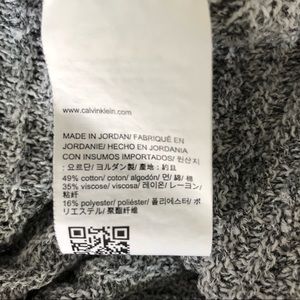 www.calvinklein.com
MADE IN JORDAN/ FABRIQUÉ EN
JORDANIE/ HECHO EN JORDANIA
CON INSUMOS IMPORTADOS/ 원산지
: 요르단/ ヨルダン製/ 產地 : 約旦
49% cotton/ coton/ algodón/ 면/ 綿/ 棉
35% viscose/ viscosa/ 레이온/ レーヨン/
粘纤
16% polyester/ poliéster/ 폴리에스터/ ポ
リエステル/ 聚酯纤维